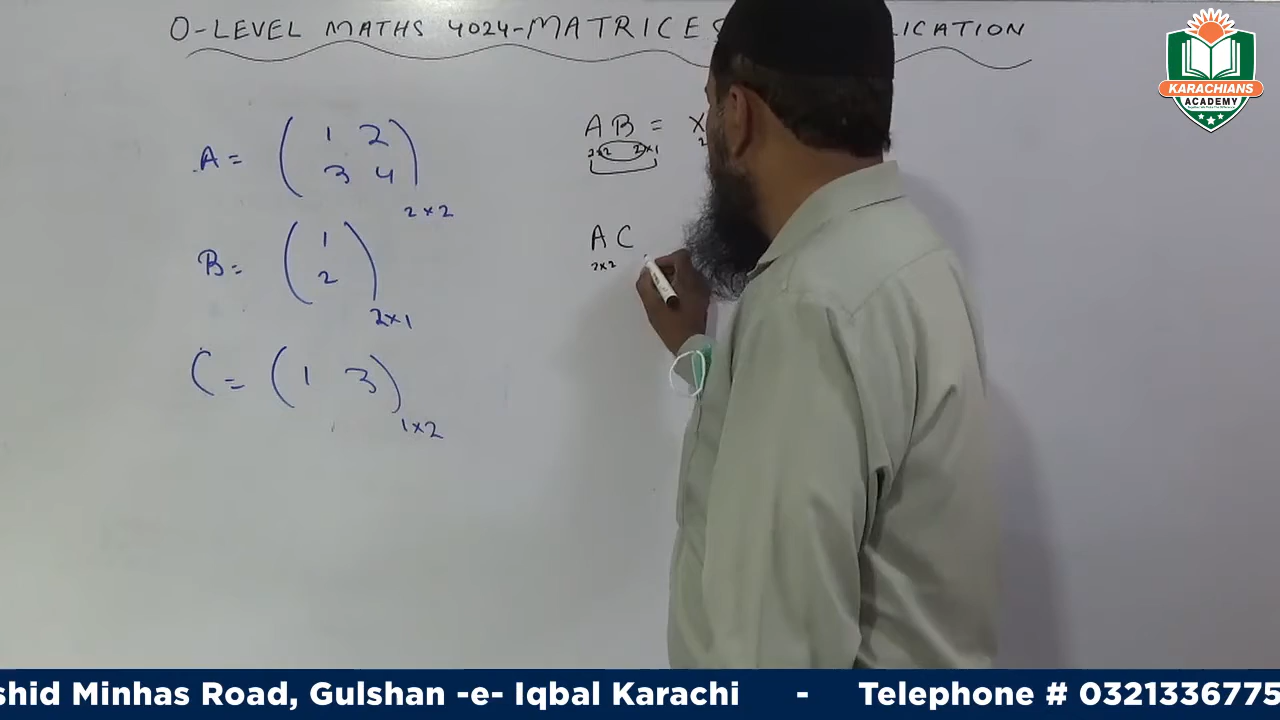 O-LEVEL MATHS 4024-MATRICES LICATION
A = ( 1 2
3 4 ) 2×2
B = ( 1
2 ) 2×1
C = ( 1 3 ) 1×2
AB = X
2×2 2×1 2
AC
2×2
KARACHIANS
ACADEMY
shid Minhas Road, Gulshan -e- Iqbal Karachi - Telephone # 0321336775